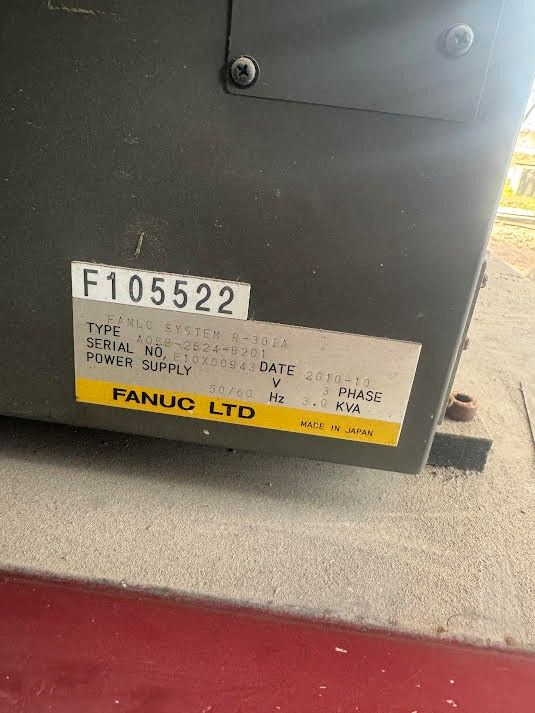 F105522
FANUC SYSTEM R-30IA
TYPE A05B-2524-B201
SERIAL NO. E10X00943 DATE 2010-10
POWER SUPPLY V 3 PHASE
50/60 Hz 3.0 KVA
FANUC LTD MADE IN JAPAN